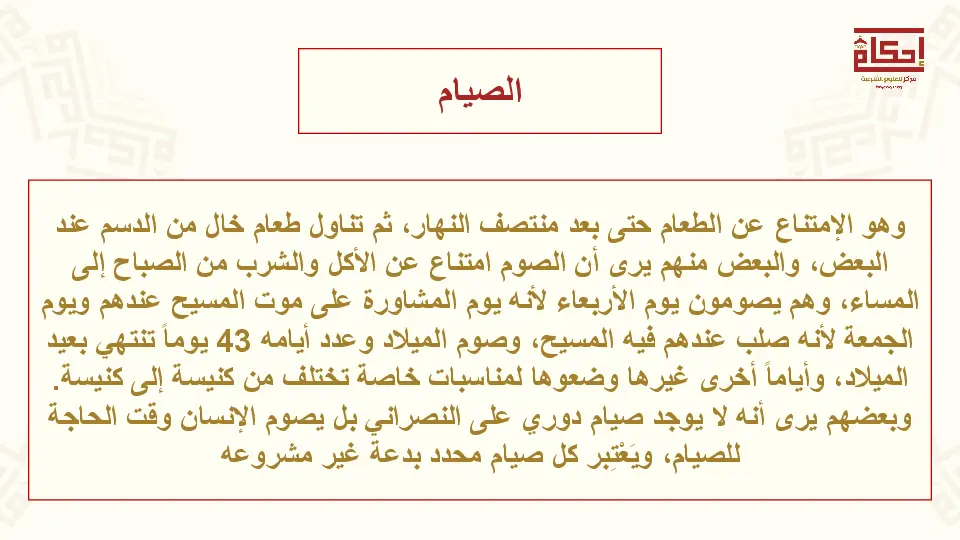 إحكام
مركز للعلوم الشرعية
الصيام
وهو الإمتناع عن الطعام حتى بعد منتصف النهار، ثم تناول طعام خال من الدسم عند
البعض، والبعض منهم يرى أن الصوم امتناع عن الأكل والشرب من الصباح إلى
المساء، وهم يصومون يوم الأربعاء لأنه يوم المشاورة على موت المسيح عندهم ويوم
الجمعة لأنه صلب عندهم فيه المسيح، وصوم الميلاد وعدد أيامه 43 يوماً تنتهي بعيد
الميلاد، وأياماً أخرى غيرها وضعوها لمناسبات خاصة تختلف من كنيسة إلى كنيسة.
وبعضهم يرى أنه لا يوجد صيام دوري على النصراني بل يصوم الإنسان وقت الحاجة
للصيام، ويَعْتِبر كل صيام محدد بدعة غير مشروعه